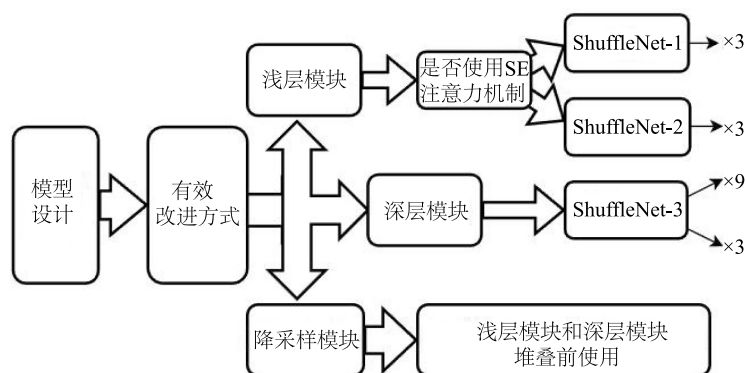 模型
设计
有效
改进方式
浅层模块
是否使用SE
注意力机制
ShuffleNet-1
×3
ShuffleNet-2
×3
深层模块
ShuffleNet-3
×9
×3
降采样模块
浅层模块和深层模块
堆叠前使用